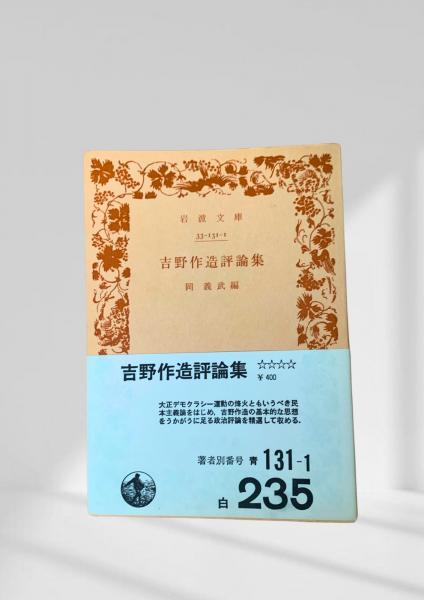 岩波文庫
33-131-1
吉野作造評論集
岡義武編
吉野作造評論集 ☆☆☆☆
¥400
大正デモクラシー運動の烽火ともいうべき民
本主義論をはじめ，吉野作造の基本的な思想
をうかがうに足る政治評論を精選して収める．
著者別番号 青 131-1
白 235